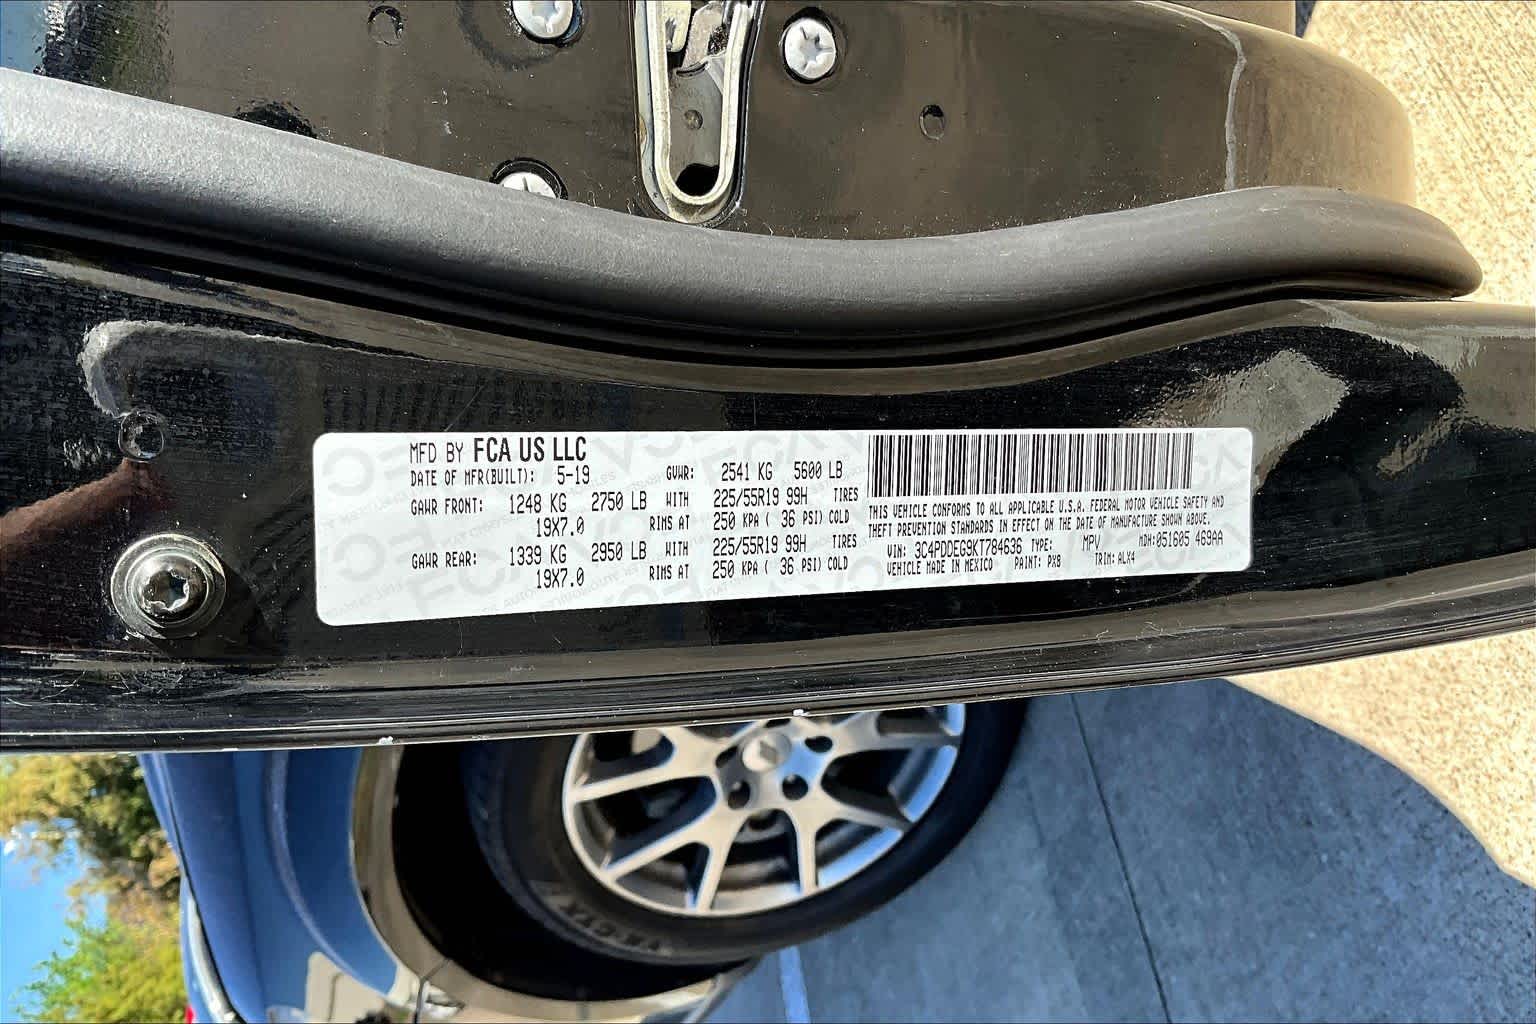 MFD BY FCA US LLC
DATE OF MFR(BUILT): 5-19 GVWR: 2541 KG 5600 LB
GAWR FRONT: 1248 KG 2750 LB WITH 225/55R19 99H TIRES
19X7.0 RIMS AT 250 KPA ( 36 PSI) COLD
GAWR REAR: 1339 KG 2950 LB WITH 225/55R19 99H TIRES
19X7.0 RIMS AT 250 KPA ( 36 PSI) COLD
THIS VEHICLE CONFORMS TO ALL APPLICABLE U.S.A. FEDERAL MOTOR VEHICLE SAFETY AND
THEFT PREVENTION STANDARDS IN EFFECT ON THE DATE OF MANUFACTURE SHOWN ABOVE.
VIN: 3C4PDDEG9KT784636 TYPE: MPV MDH:051605 469AA
VEHICLE MADE IN MEXICO PAINT: PX8 TRIM: ALX4